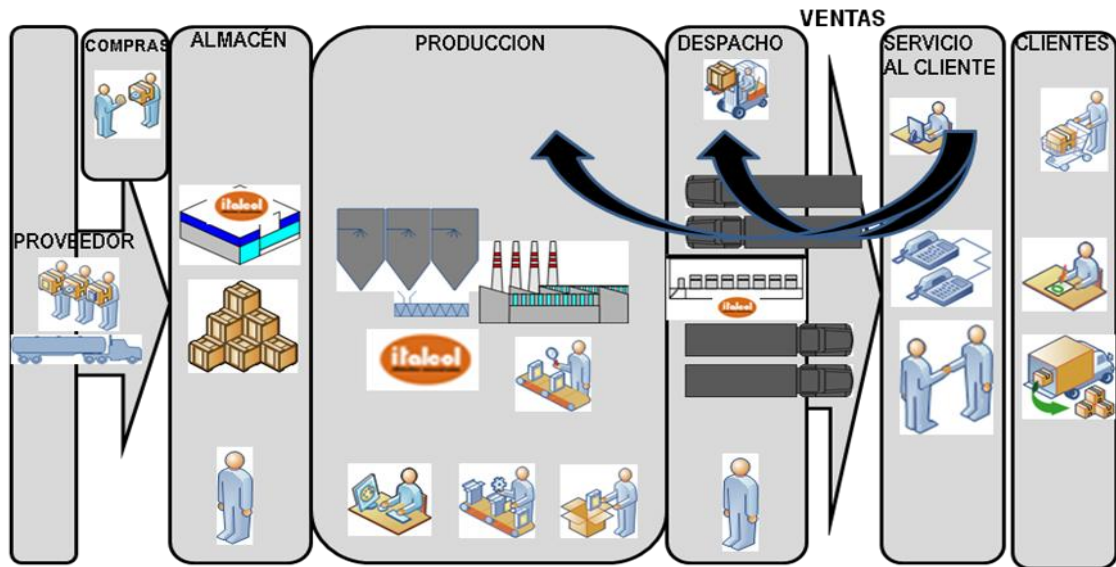 VENTAS
COMPRAS
ALMACÉN
PRODUCCION
DESPACHO
SERVICIO
AL CLIENTE
CLIENTES
italcol
PROVEEDOR
italcol
italcol